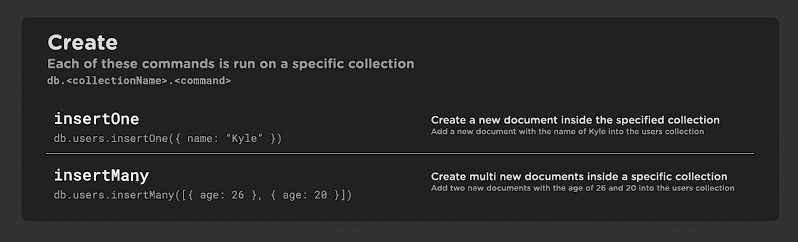 Create
Each of these commands is run on a specific collection
db.<collectionName>.<command>
insertOne
Create a new document inside the specified collection
db.users.insertOne({ name: “Kyle” })
Add a new document with the name of Kyle into the users collection
insertMany
Create multi new documents inside a specific collection
db.users.insertMany([{ age: 26 }, { age: 20 }])
Add two new documents with the age of 26 and 20 into the users collection